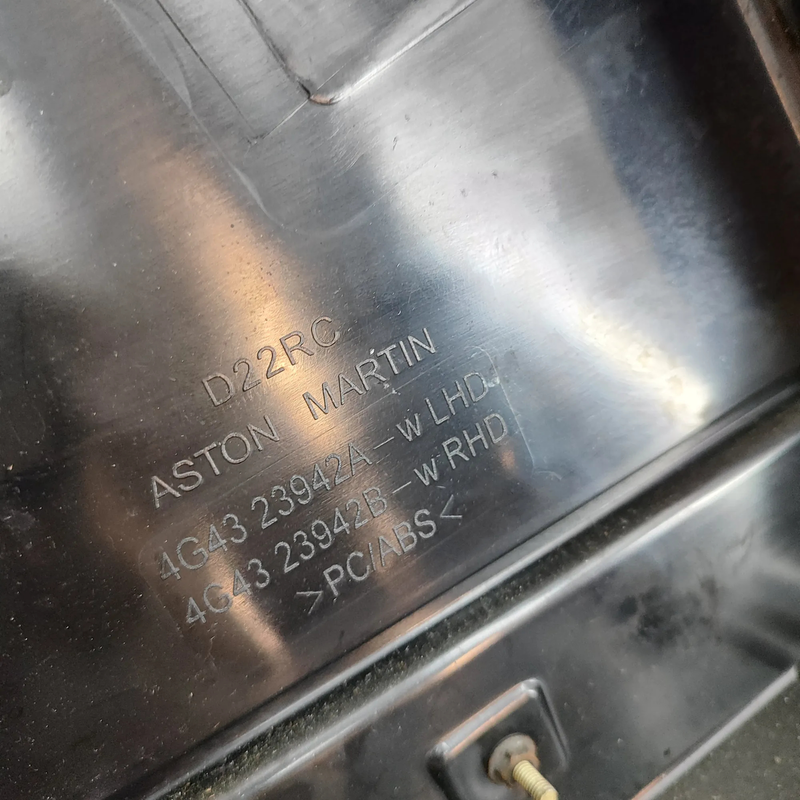 D22RC
ASTON MARTIN
4G43 23942A-W LHD
4G43 23942B-W RHD
>PC/ABS<